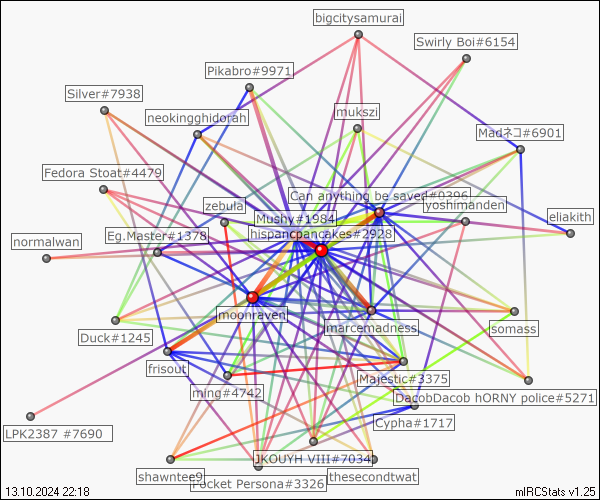 bigcitysamurai
Swirly Boi#6154
Pikabro#9971
Silver#7938
mukszi
neokingghidorah
Madネコ#6901
Fedora Stoat#4479
Can anything be saved#0396
zebula
yoshimanden
Mushy#1984
eliakith
Eg.Master#1378
hispancpancakes#2928
normalwan
moonraven
marcemadness
somass
Duck#1245
frisout
Majestic#3375
ming#4742
DacobDacob hORNY police#5271
Cypha#1717
LPK2387 #7690
JKOUYH VIII#7034
shawntee9
thesecondtwat
Pocket Persona#3326
13.10.2024 22:18
mIRCStats v1.25